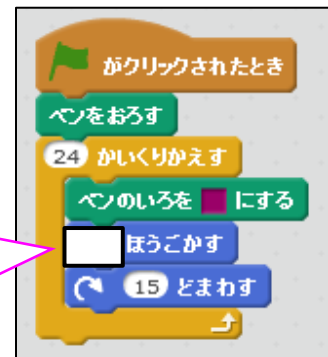 がクリックされたとき
ペンをおろす
24 かいくりかえす
ペンのいろを にする
ほうごかす
15 どまわす